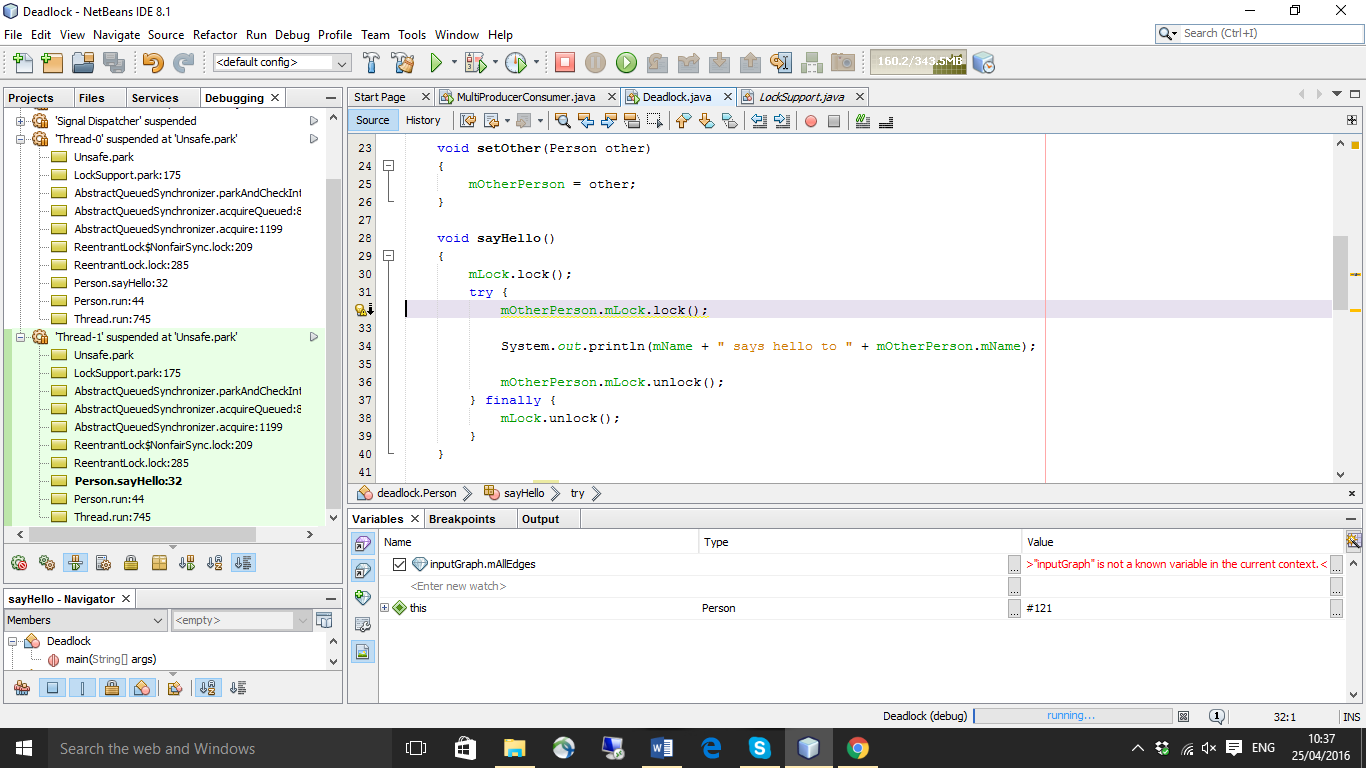 Deadlock - NetBeans IDE 8.1
File Edit View Navigate Source Refactor Run Debug Profile Team Tools Window Help
Search (Ctrl+I)
<default config>
160.2/343.5MB
Projects Files Services Debugging
'Signal Dispatcher' suspended
'Thread-0' suspended at 'Unsafe.park'
Unsafe.park
LockSupport.park:175
AbstractQueuedSynchronizer.parkAndCheckInt
AbstractQueuedSynchronizer.acquireQueued:8
AbstractQueuedSynchronizer.acquire:1199
ReentrantLock$NonfairSync.lock:209
ReentrantLock.lock:285
Person.sayHello:32
Person.run:44
Thread.run:745
'Thread-1' suspended at 'Unsafe.park'
Unsafe.park
LockSupport.park:175
AbstractQueuedSynchronizer.parkAndCheckInt
AbstractQueuedSynchronizer.acquireQueued:8
AbstractQueuedSynchronizer.acquire:1199
ReentrantLock$NonfairSync.lock:209
ReentrantLock.lock:285
Person.sayHello:32
Person.run:44
Thread.run:745
sayHello - Navigator
Members <empty>
Deadlock
main(String[] args)
Start Page MultiProducerConsumer.java Deadlock.java LockSupport.java
Source History
23 void setOther(Person other)
24 {
25 mOtherPerson = other;
26 }
27
28 void sayHello()
29 {
30 mLock.lock();
31 try {
mOtherPerson.mLock.lock();
33
34 System.out.println(mName + " says hello to " + mOtherPerson.mName);
35
36 mOtherPerson.mLock.unlock();
37 } finally {
38 mLock.unlock();
39 }
40 }
41
deadlock.Person sayHello try
Variables Breakpoints Output
Name Type Value
inputGraph.mAllEdges ... >"inputGraph" is not a known variable in the current context.< ...
<Enter new watch> ... ...
this Person ... #121 ...
Deadlock (debug) running... 1 32:1 INS
Search the web and Windows
ENG
10:37
25/04/2016